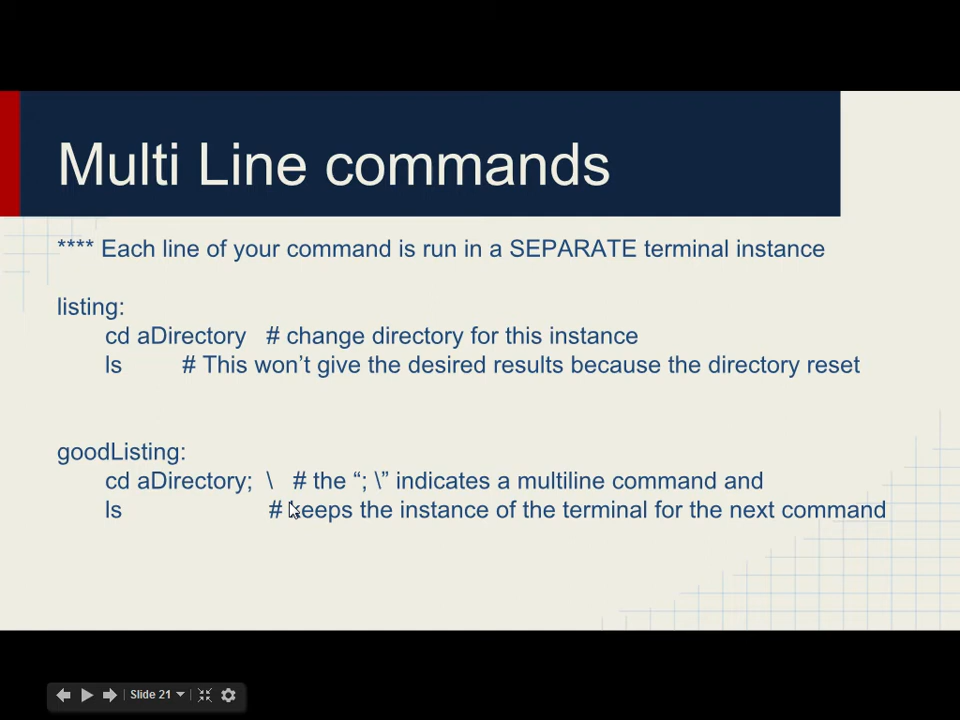 Multi Line commands
**** Each line of your command is run in a SEPARATE terminal instance
listing:
cd aDirectory # change directory for this instance
ls # This won’t give the desired results because the directory reset
goodListing:
cd aDirectory; \ # the “; \” indicates a multiline command and
ls # keeps the instance of the terminal for the next command
Slide 21